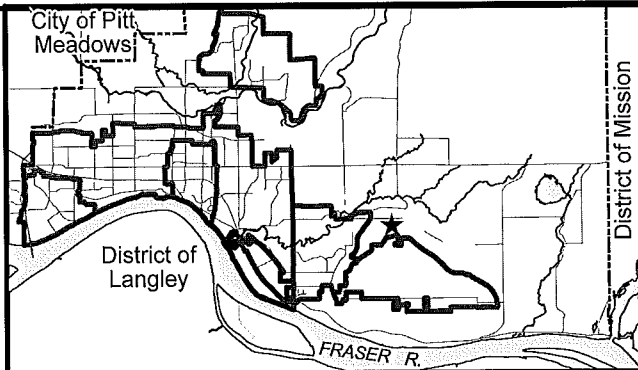 City of Pitt
Meadows
District of Mission
District of
Langley
FRASER R.